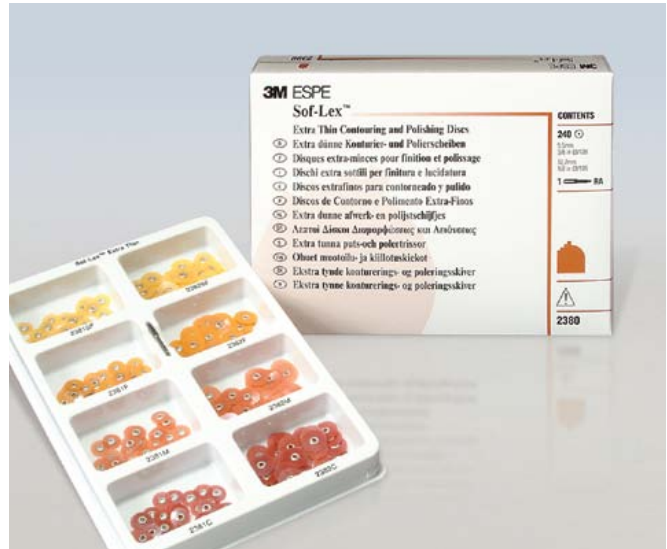 3M ESPE
Sof-Lex™
Extra Thin Contouring and Polishing Discs
Extra dünne Konturier- und Polierscheiben
Disques extra-minces pour finition et polissage
Dischi extra sottili per finitura e lucidatura
Discos extrafinos para contorneado y pulido
Discos de Contorno e Polimento Extra-Finos
Extra dunne afwerk- en polijstschijfjes
Λεπτοί Δίσκοι Διαμορφώσεως και Λειάνσεως
Extra tunna puts-och polertrissor
Ohuet muotoilu- ja kiillotuskiekot
Ekstra tynde konturerings- og poleringsskiver
Ekstra tynne konturerings- og poleringsskiver
CONTENTS
240
1 RA
2380
Sof-Lex™ Extra Thin
2381SF
2382SF
2381F
2382F
2381M
2382M
2381C
2382C